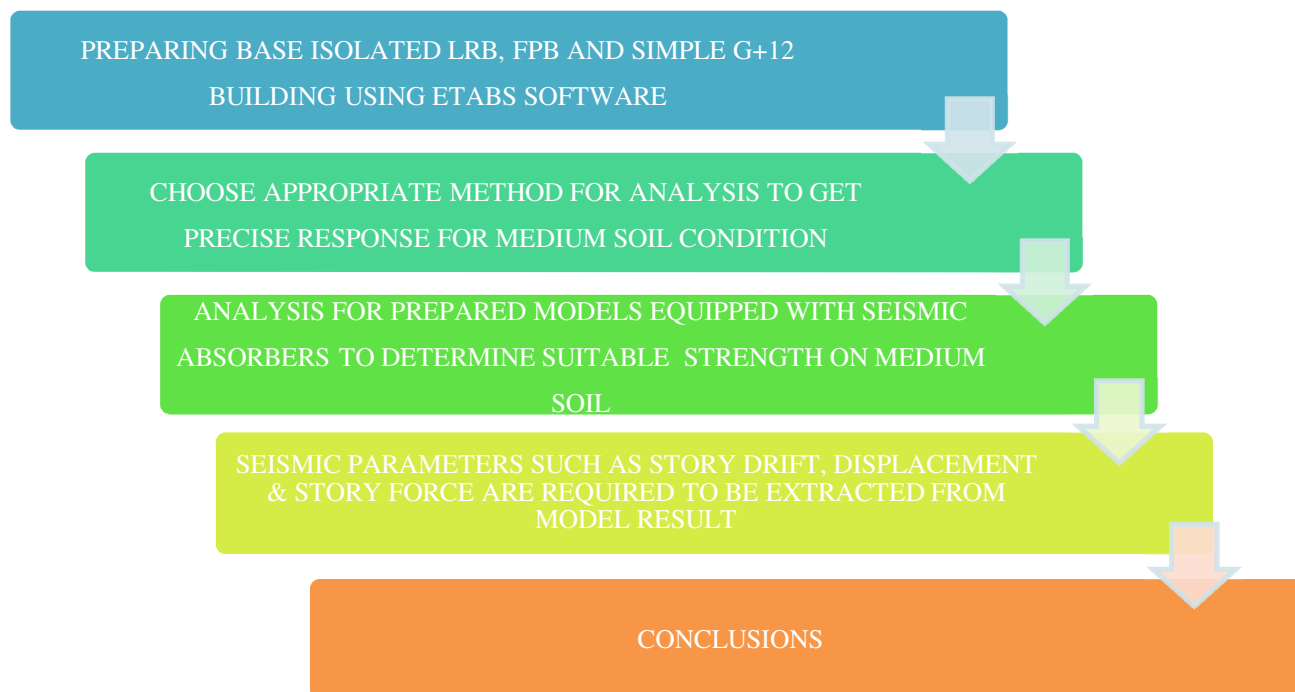 PREPARING BASE ISOLATED LRB, FPB AND SIMPLE G+12
BUILDING USING ETABS SOFTWARE
CHOOSE APPROPRIATE METHOD FOR ANALYSIS TO GET
PRECISE RESPONSE FOR MEDIUM SOIL CONDITION
ANALYSIS FOR PREPARED MODELS EQUIPPED WITH SEISMIC
ABSORBERS TO DETERMINE SUITABLE STRENGTH ON MEDIUM
SOIL
SEISMIC PARAMETERS SUCH AS STORY DRIFT, DISPLACEMENT
& STORY FORCE ARE REQUIRED TO BE EXTRACTED FROM
MODEL RESULT
CONCLUSIONS